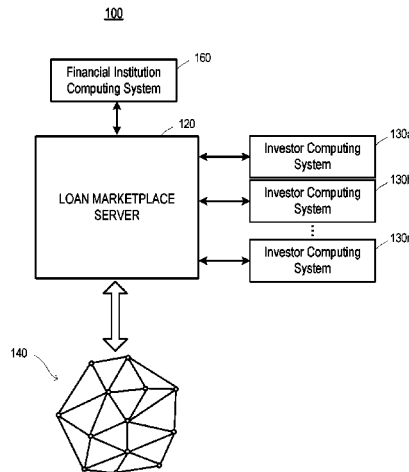 100
Financial Institution
Computing System
160
120
LOAN MARKETPLACE
SERVER
Investor Computing
System
130a
Investor Computing
System
130b
Investor Computing
System
130n
140